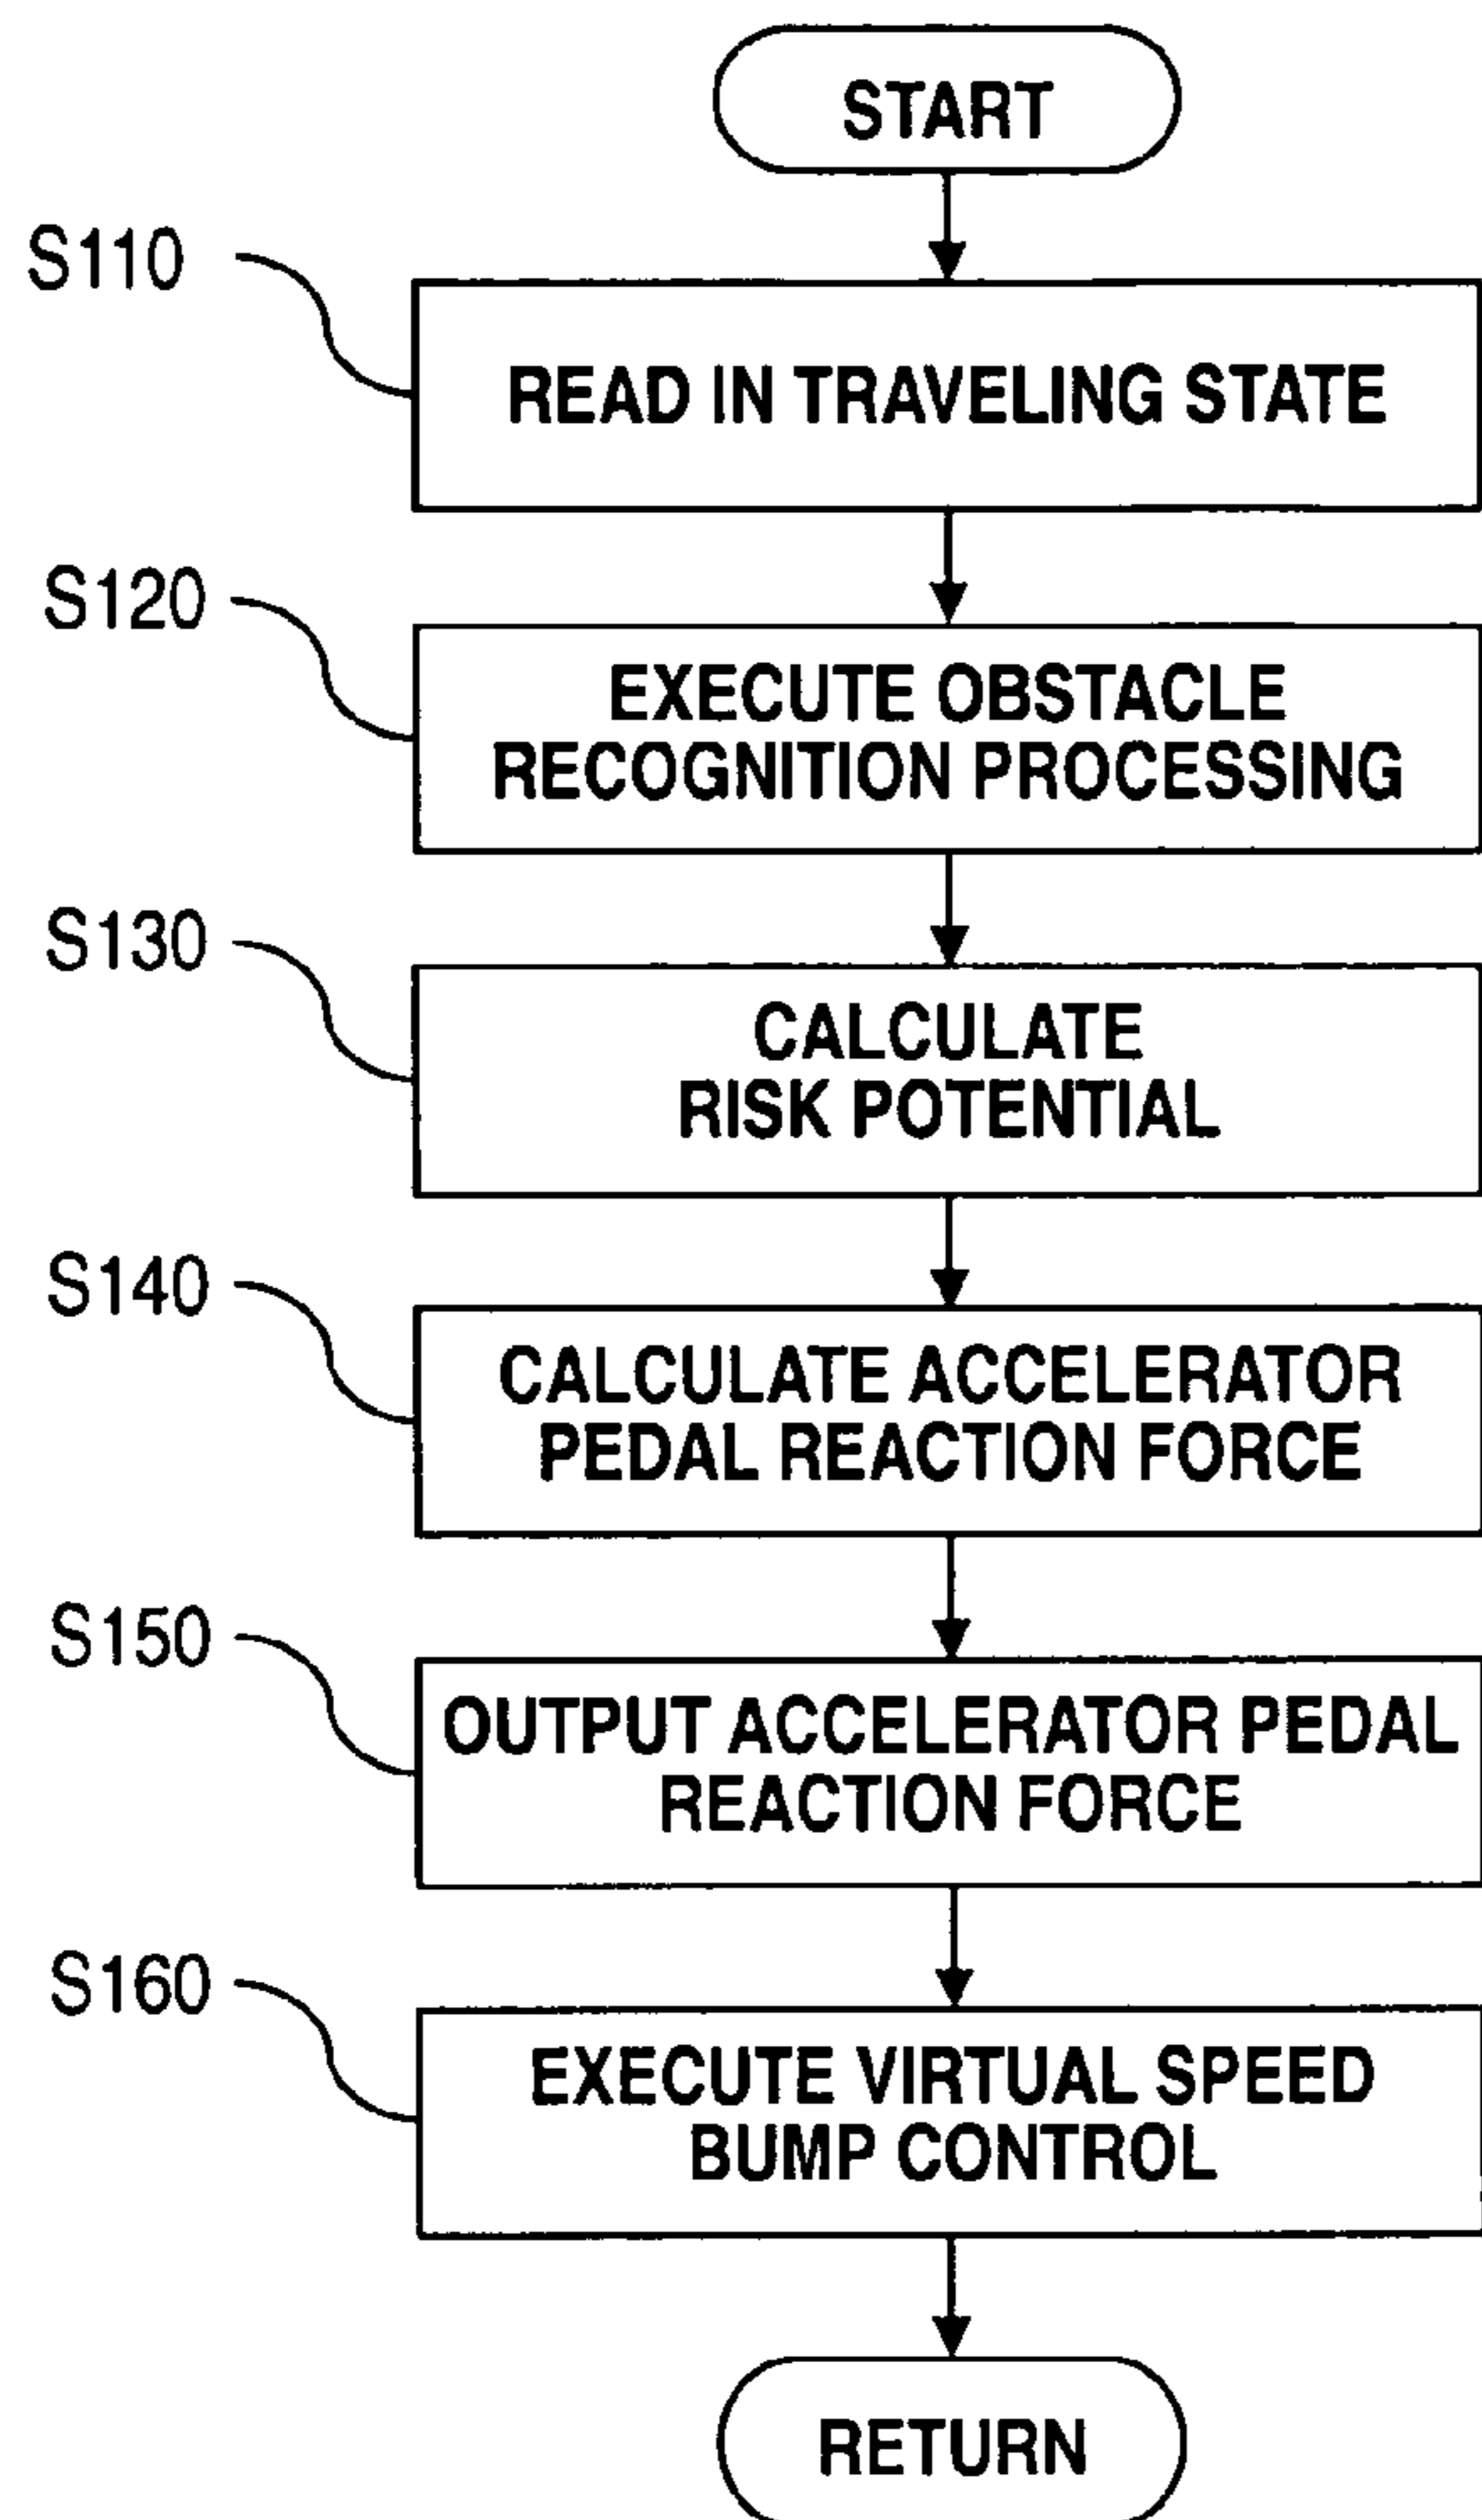 START
S110
READ IN TRAVELING STATE
S120
EXECUTE OBSTACLE
RECOGNITION PROCESSING
S130
CALCULATE
RISK POTENTIAL
S140
CALCULATE ACCELERATOR
PEDAL REACTION FORCE
S150
OUTPUT ACCELERATOR PEDAL
REACTION FORCE
S160
EXECUTE VIRTUAL SPEED
BUMP CONTROL
RETURN